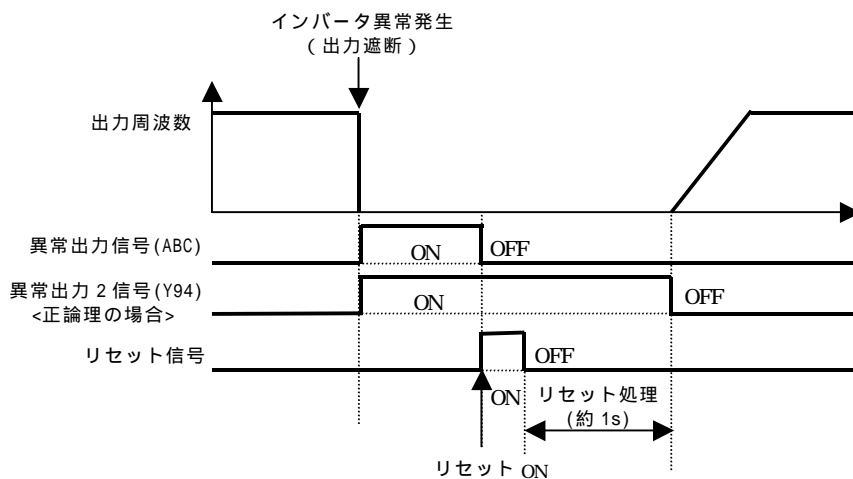 インバータ異常発生
(出力遮断)
出力周波数
異常出力信号(ABC)
ON
OFF
異常出力2信号(Y94)
<正論理の場合>
ON
OFF
リセット信号
OFF
ON
リセット処理
(約1s)
リセット ON